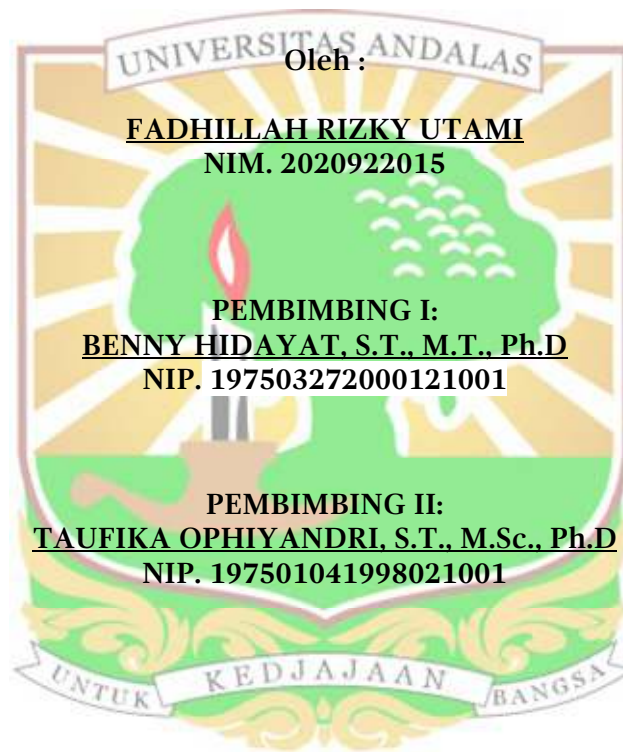 UNIVERSITAS ANDALAS
Oleh :
FADHILLAH RIZKY UTAMI
NIM. 2020922015
PEMBIMBING I:
BENNY HIDAYAT, S.T., M.T., Ph.D
NIP. 197503272000121001
PEMBIMBING II:
TAUFIKA OPHIYANDRI, S.T., M.Sc., Ph.D
NIP. 197501041998021001
UNTUK KEDJAJAAN BANGSA